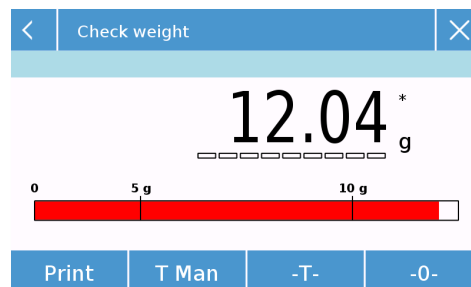 Check weight
12.04 *
g
0 5 g 10 g
Print T Man -T- -0-